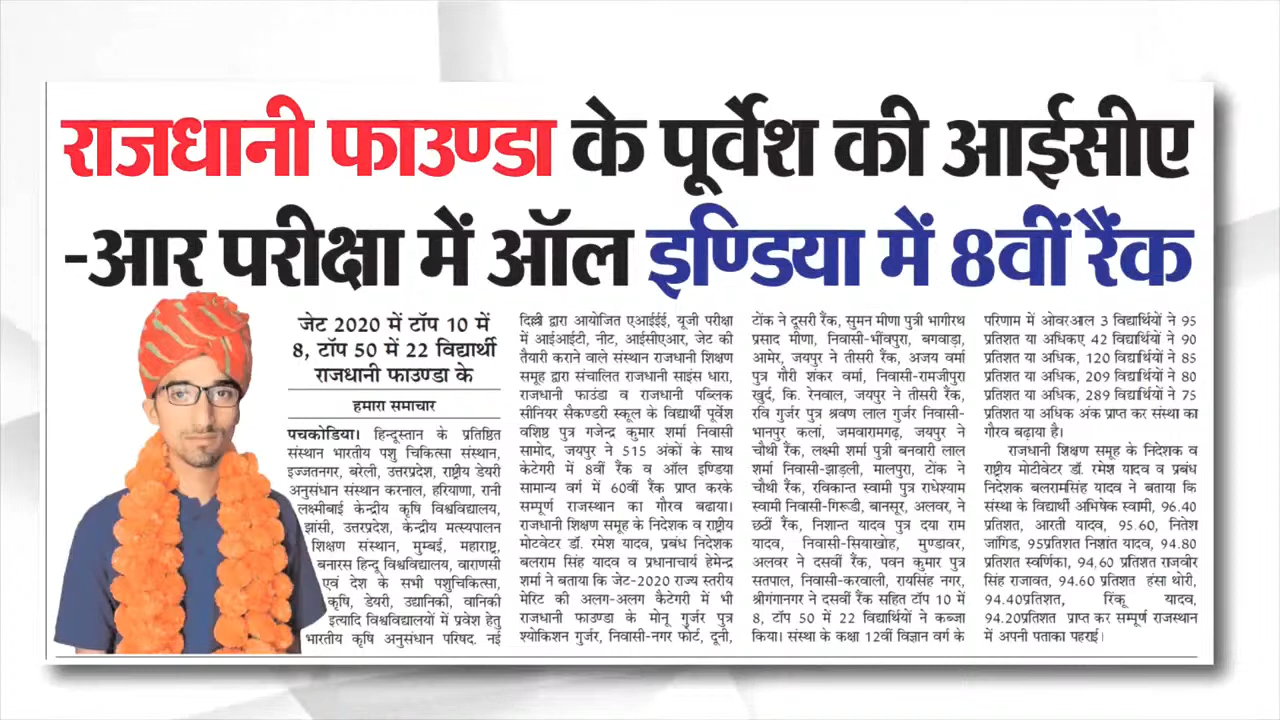 राजधानी फाउण्डा के पूर्वेश की आईसीए
-आर परीक्षा में ऑल इण्डिया में 8वीं रैंक
जेट 2020 में टॉप 10 में
8, टॉप 50 में 22 विद्यार्थी
राजधानी फाउण्डा के
हमारा समाचार
पचकोडिया। हिन्दूस्तान के प्रतिष्ठित
संस्थान भारतीय पशु चिकित्सा संस्थान,
इज्जतनगर, बरेली, उत्तरप्रदेश, राष्ट्रीय डेयरी
अनुसंधान संस्थान करनाल, हरियाणा, रानी
लक्ष्मीबाई केन्द्रीय कृषि विश्वविद्यालय,
झांसी, उत्तरप्रदेश, केन्द्रीय मत्स्यपालन
शिक्षण संस्थान, मुम्बई, महाराष्ट्र,
बनारस हिन्दू विश्वविद्यालय, वाराणसी
एवं देश के सभी पशुचिकित्सा,
कृषि, डेयरी, उद्यानिकी, वानिकी
इत्यादि विश्वविद्यालयों में प्रवेश हेतु
भारतीय कृषि अनुसंधान परिषद. नई
दिल्ली द्वारा आयोजित एआईईई, यूजी परीक्षा
में आईआईटी, नीट, आईसीएआर, जेट की
तैयारी कराने वाले संस्थान राजधानी शिक्षण
समूह द्वारा संचालित राजधानी साइंस धारा,
राजधानी फाउंडा व राजधानी पब्लिक
सीनियर सैकण्डरी स्कूल के विद्यार्थी पूर्वेश
वशिष्ठ पुत्र गजेन्द्र कुमार शर्मा निवासी
सामोद, जयपुर ने 515 अंकों के साथ
केटेगरी में 8वीं रैंक व ऑल इण्डिया
सामान्य वर्ग में 60वीं रैंक प्राप्त करके
सम्पूर्ण राजस्थान का गौरव बढाया।
राजधानी शिक्षण समूह के निदेशक व राष्ट्रीय
मोटवेटर डॉ. रमेश यादव, प्रबंध निदेशक
बलराम सिंह यादव व प्रधानाचार्य हेमेन्द्र
शर्मा ने बताया कि जेट-2020 राज्य स्तरीय
मेरिट की अलग-अलग कैटेगरी में भी
राजधानी फाउण्डा के मोनू गुर्जर पुत्र
श्योकिशन गुर्जर, निवासी-नगर फोर्ट, दूनी,
टोंक ने दूसरी रैंक, सुमन मीणा पुत्री भागीरथ
प्रसाद मीणा, निवासी-भींवपुरा, बगवाड़ा,
आमेर, जयपुर ने तीसरी रैंक, अजय वर्मा
पुत्र गौरी शंकर वर्मा, निवासी-रामजीपुरा
खुर्द, कि. रेनवाल, जयपुर ने तीसरी रैंक,
रवि गुर्जर पुत्र श्रवण लाल गुर्जर निवासी-
भानपुर कलां, जमवारामगढ़, जयपुर ने
चौथी रैंक, लक्ष्मी शर्मा पुत्री बनवारी लाल
शर्मा निवासी-झाड़ली, मालपुरा, टोंक ने
चौथी रैंक, रविकान्त स्वामी पुत्र राधेश्याम
स्वामी निवासी-गिरूडी, बानसूर, अलवर, ने
छठीं रैंक, निशान्त यादव पुत्र दया राम
यादव, निवासी-सियाखोह, मुण्डावर,
अलवर ने दसवीं रैंक, पवन कुमार पुत्र
सतपाल, निवासी-करवाली, रायसिंह नगर,
श्रीगंगानगर ने दसवीं रैंक सहित टॉप 10 में
8, टॉप 50 में 22 विद्यार्थियों ने कब्जा
किया। संस्था के कक्षा 12वीं विज्ञान वर्ग के
परिणाम में ओवरआल 3 विद्यार्थियों ने 95
प्रतिशत या अधिकए 42 विद्यार्थियों ने 90
प्रतिशत या अधिक, 120 विद्यार्थियों ने 85
प्रतिशत या अधिक, 209 विद्यार्थियों ने 80
प्रतिशत या अधिक, 289 विद्यार्थियों ने 75
प्रतिशत या अधिक अंक प्राप्त कर संस्था का
गौरव बढ़ाया है।
राजधानी शिक्षण समूह के निदेशक व
राष्ट्रीय मोटीवेटर डॉ. रमेश यादव व प्रबंध
निदेशक बलरामसिंह यादव ने बताया कि
संस्था के विद्यार्थी अभिषेक स्वामी, 96.40
प्रतिशत, आरती यादव, 95.60, नितेश
जांगिड, 95प्रतिशत निशांत यादव, 94.80
प्रतिशत स्वर्णिका, 94.60 प्रतिशत राजवीर
सिंह राजावत, 94.60 प्रतिशत हंसा थोरी,
94.40प्रतिशत, रिंकू यादव,
94.20प्रतिशत प्राप्त कर सम्पूर्ण राजस्थान
में अपनी पताका पहराई।